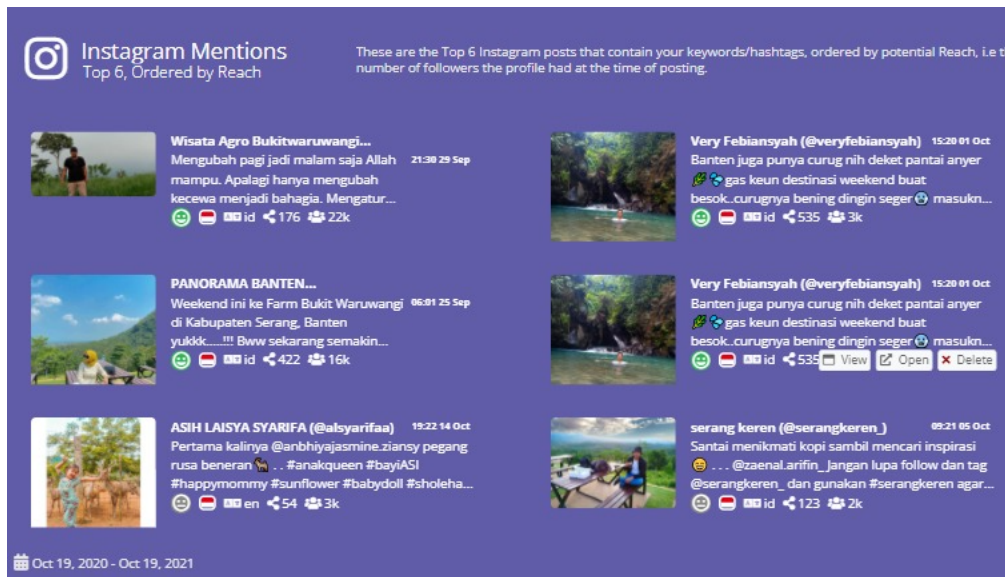 Instagram Mentions
Top 6, Ordered by Reach
These are the Top 6 Instagram posts that contain your keywords/hashtags, ordered by potential Reach, i.e t
number of followers the profile had at the time of posting.
Wisata Agro Bukitwaruwangi...
Mengubah pagi jadi malam saja Allah 21:30 29 Sep
mampu. Apalagi hanya mengubah
kecewa menjadi bahagia. Mengatur...
id 176 22k
PANORAMA BANTEN...
Weekend ini ke Farm Bukit Waruwangi 06:01 25 Sep
di Kabupaten Serang, Banten
yukkk.....!!! Bww sekarang semakin...
id 422 16k
ASIH LAISYA SYARIFA (@alsyarifaa) 19:22 14 Oct
Pertama kalinya @anbhiyajasmine.ziansy pegang
rusa beneran🐪 . . #anakqueen #bayiASI
#happymommy #sunflower #babydoll #sholeha...
en 54 3k
Very Febiansyah (@veryfebiansyah) 15:20 01 Oct
Banten juga punya curug nih deket pantai anyer
gas keun destinasi weekend buat
besok..curugnya bening dingin seger masukn...
id 535 3k
Very Febiansyah (@veryfebiansyah) 15:20 01 Oct
Banten juga punya curug nih deket pantai anyer
gas keun destinasi weekend buat
besok..curugnya bening dingin seger masukn...
id 535 View Open Delete
serang keren (@serangkeren_) 09:21 05 Oct
Santai menikmati kopi sambil mencari inspirasi
. . . @zaenal.arifin_ Jangan lupa follow dan tag
@serangkeren_ dan gunakan #serangkeren agar...
id 123 2k
Oct 19, 2020 - Oct 19, 2021